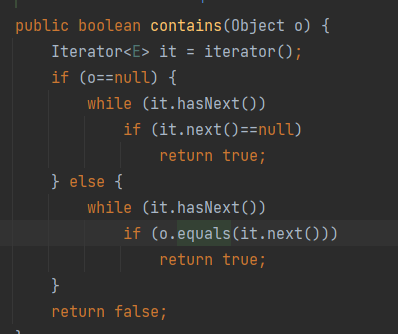 public boolean contains(Object o) {
    Iterator<E> it = iterator();
    if (o==null) {
        while (it.hasNext())
            if (it.next()==null)
                return true;
    } else {
        while (it.hasNext())
            if (o.equals(it.next()))
                return true;
    }
    return false;
}